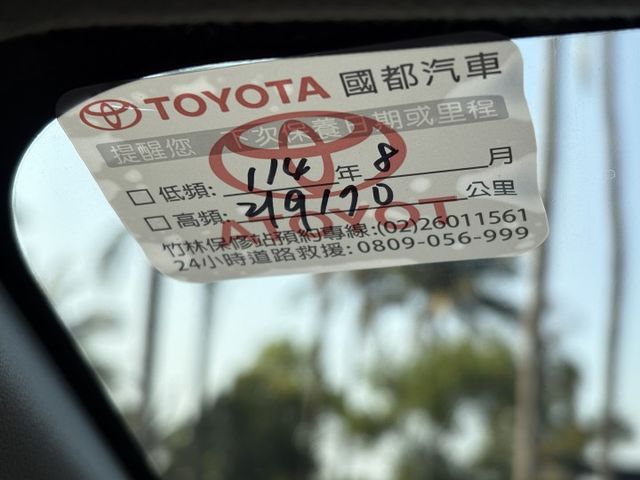 TOYOTA 國都汽車
提醒您 下次保養日期或里程
□ 低頻: 114 年 8 月
□ 高頻: 219170 公里
竹林保修站預約專線:(02)26011561
24小時道路救援: 0809-056-999